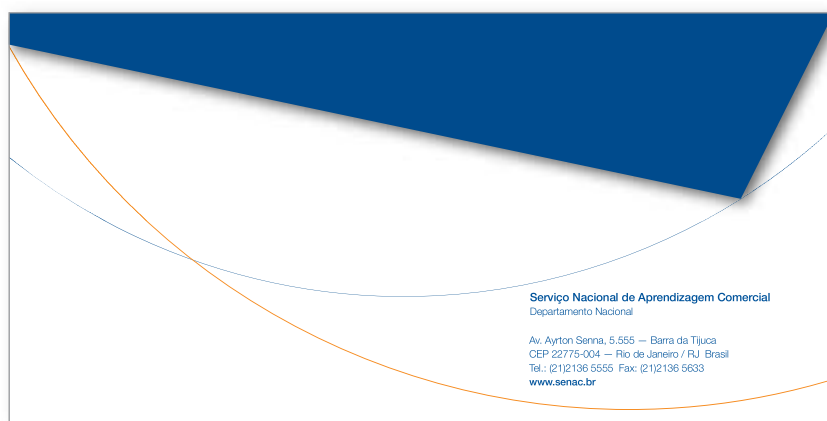 Serviço Nacional de Aprendizagem Comercial
Departamento Nacional
Av. Ayrton Senna, 5.555 — Barra da Tijuca
CEP 22775-004 — Rio de Janeiro / RJ Brasil
Tel.: (21)2136 5555 Fax: (21)2136 5633
www.senac.br